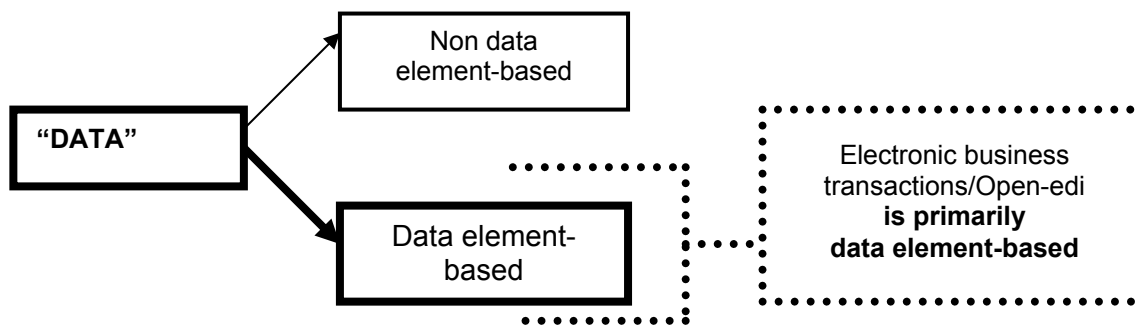 Non data
element-based
“DATA”
Electronic business
transactions/Open-edi
is primarily
data element-based
Data element-
based